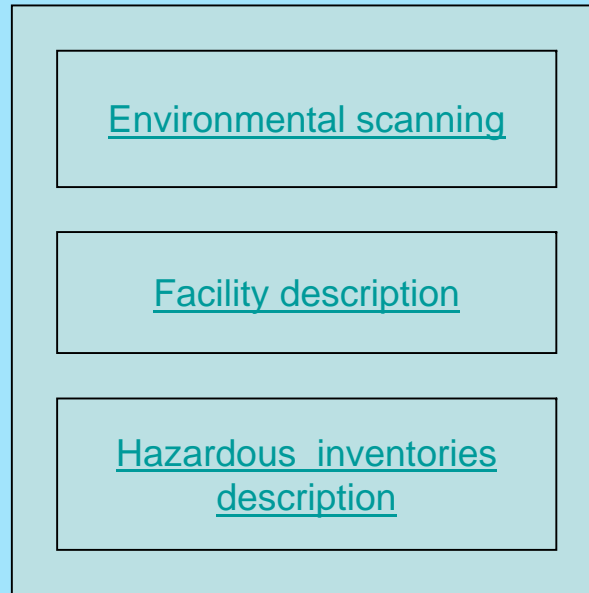 Environmental scanning
Facility description
Hazardous  inventories
description